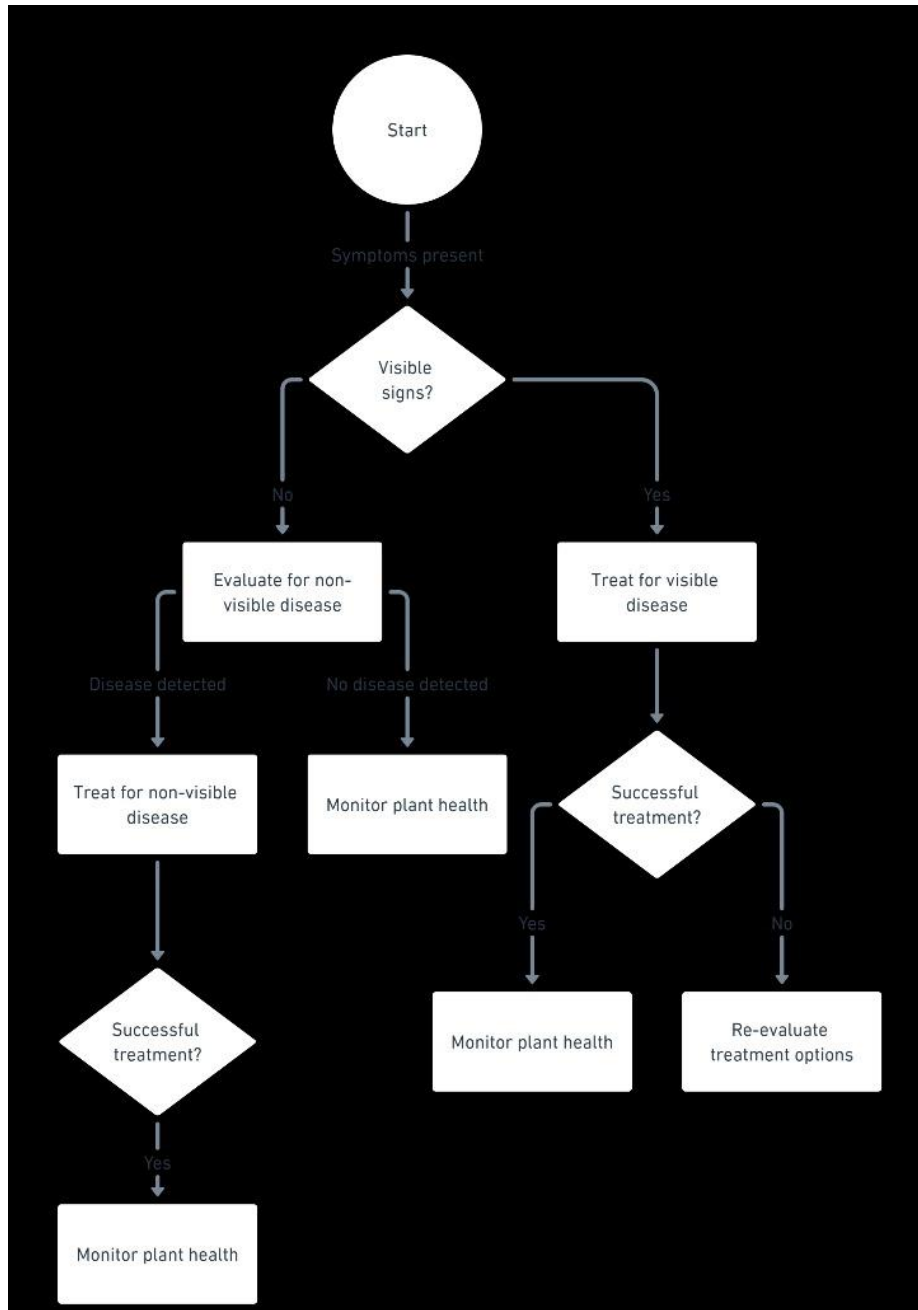 Start
Symptoms present
Visible
signs?
No
Yes
Evaluate for non-
visible disease
Treat for visible
disease
Disease detected
No disease detected
Treat for non-visible
disease
Monitor plant health
Successful
treatment?
Yes
No
Successful
treatment?
Monitor plant health
Re-evaluate
treatment options
Yes
Monitor plant health